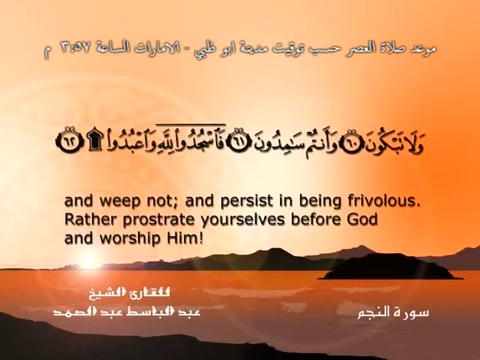 موعد صلاة العصر حسب توقيت مدينة ابو ظبي - الامارات الساعة ٣:٥٧ م
وَلَا تَبْكُونَ ٦٠ وَأَنتُمْ سَـٰمِدُونَ ٦١ فَٱسْجُدُوا۟ لِلَّهِ وَٱعْبُدُوا۟ ۩ ٦٢
and weep not; and persist in being frivolous.
Rather prostrate yourselves before God
and worship Him!
للقارئ الشيخ
عبد الباسط عبد الصمد
سورة النجم